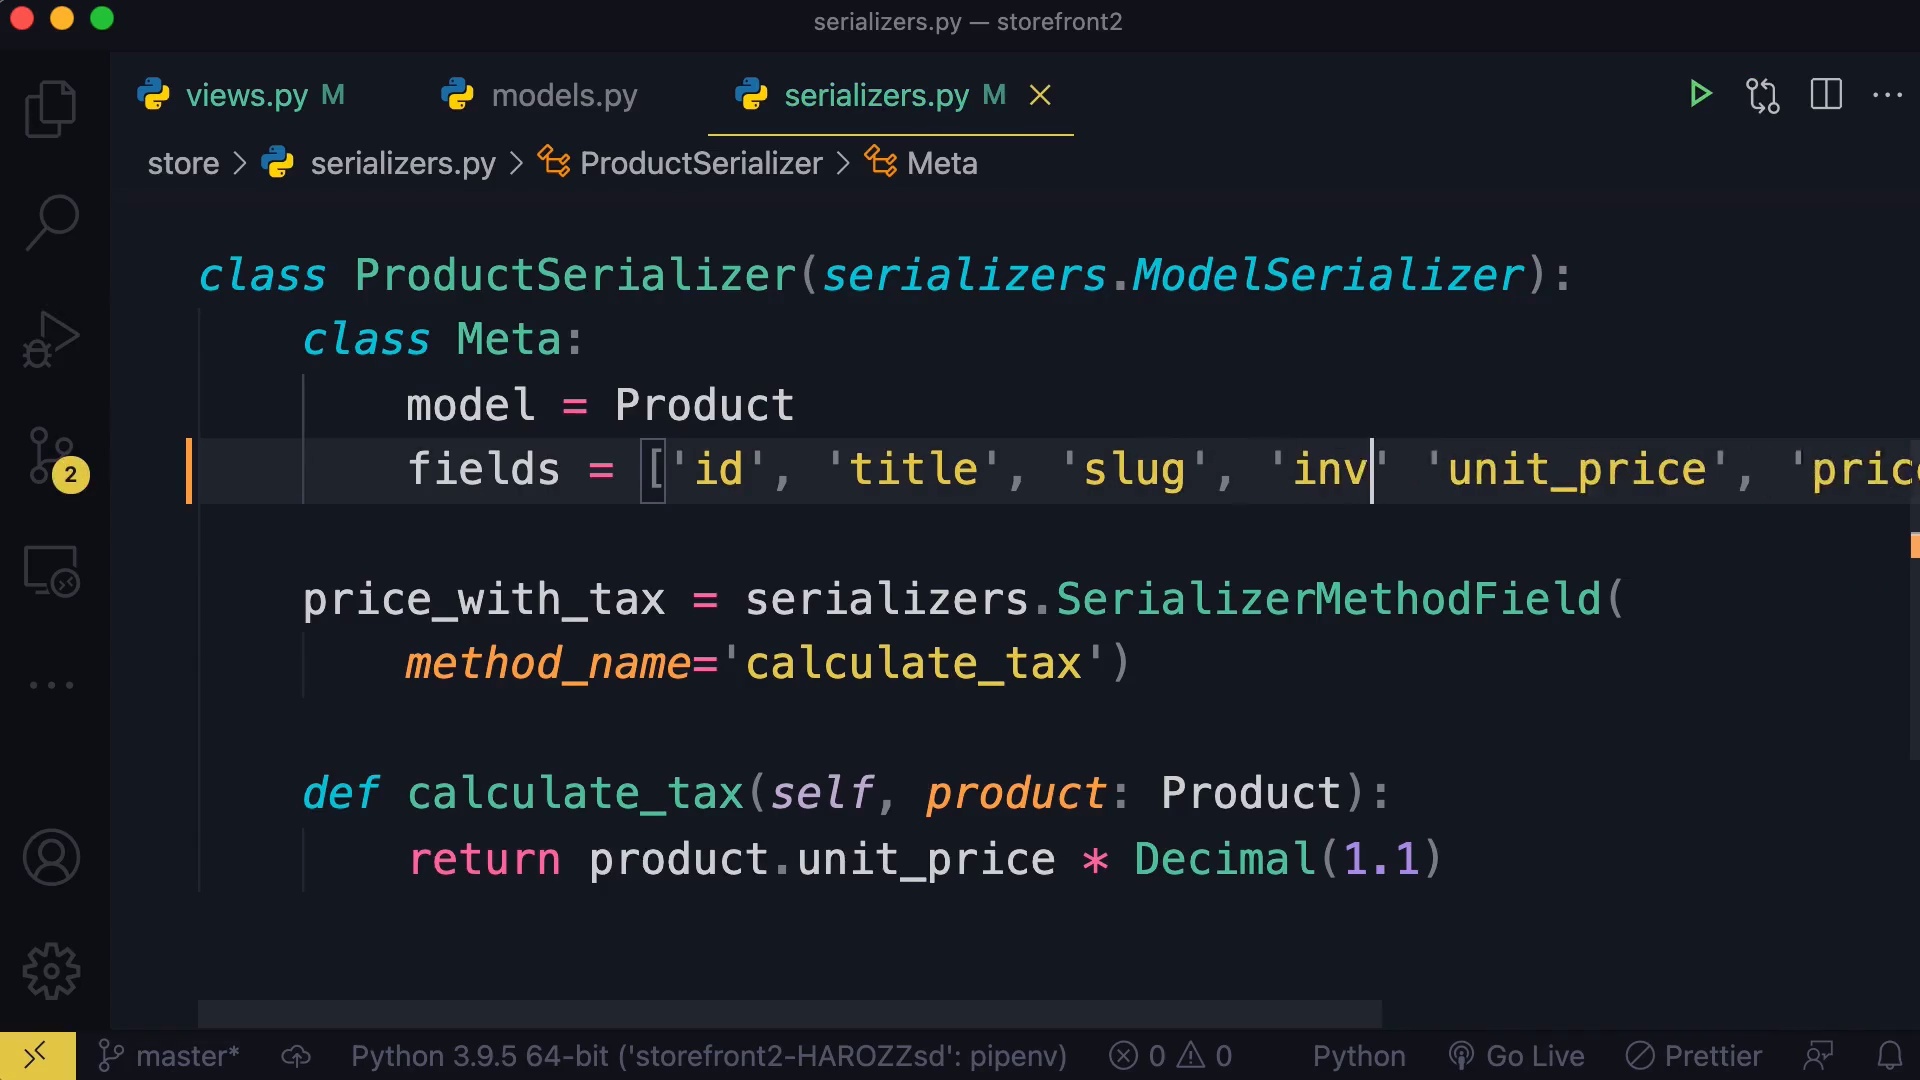 serializers.py — storefront2
views.py M models.py serializers.py M
store > serializers.py > ProductSerializer > Meta
class ProductSerializer(serializers.ModelSerializer):
class Meta:
model = Product
fields = ['id', 'title', 'slug', 'inv' 'unit_price', 'price
price_with_tax = serializers.SerializerMethodField(
method_name='calculate_tax')
def calculate_tax(self, product: Product):
return product.unit_price * Decimal(1.1)
2
master* Python 3.9.5 64-bit ('storefront2-HAROZZsd': pipenv) 0 0 Python Go Live Prettier